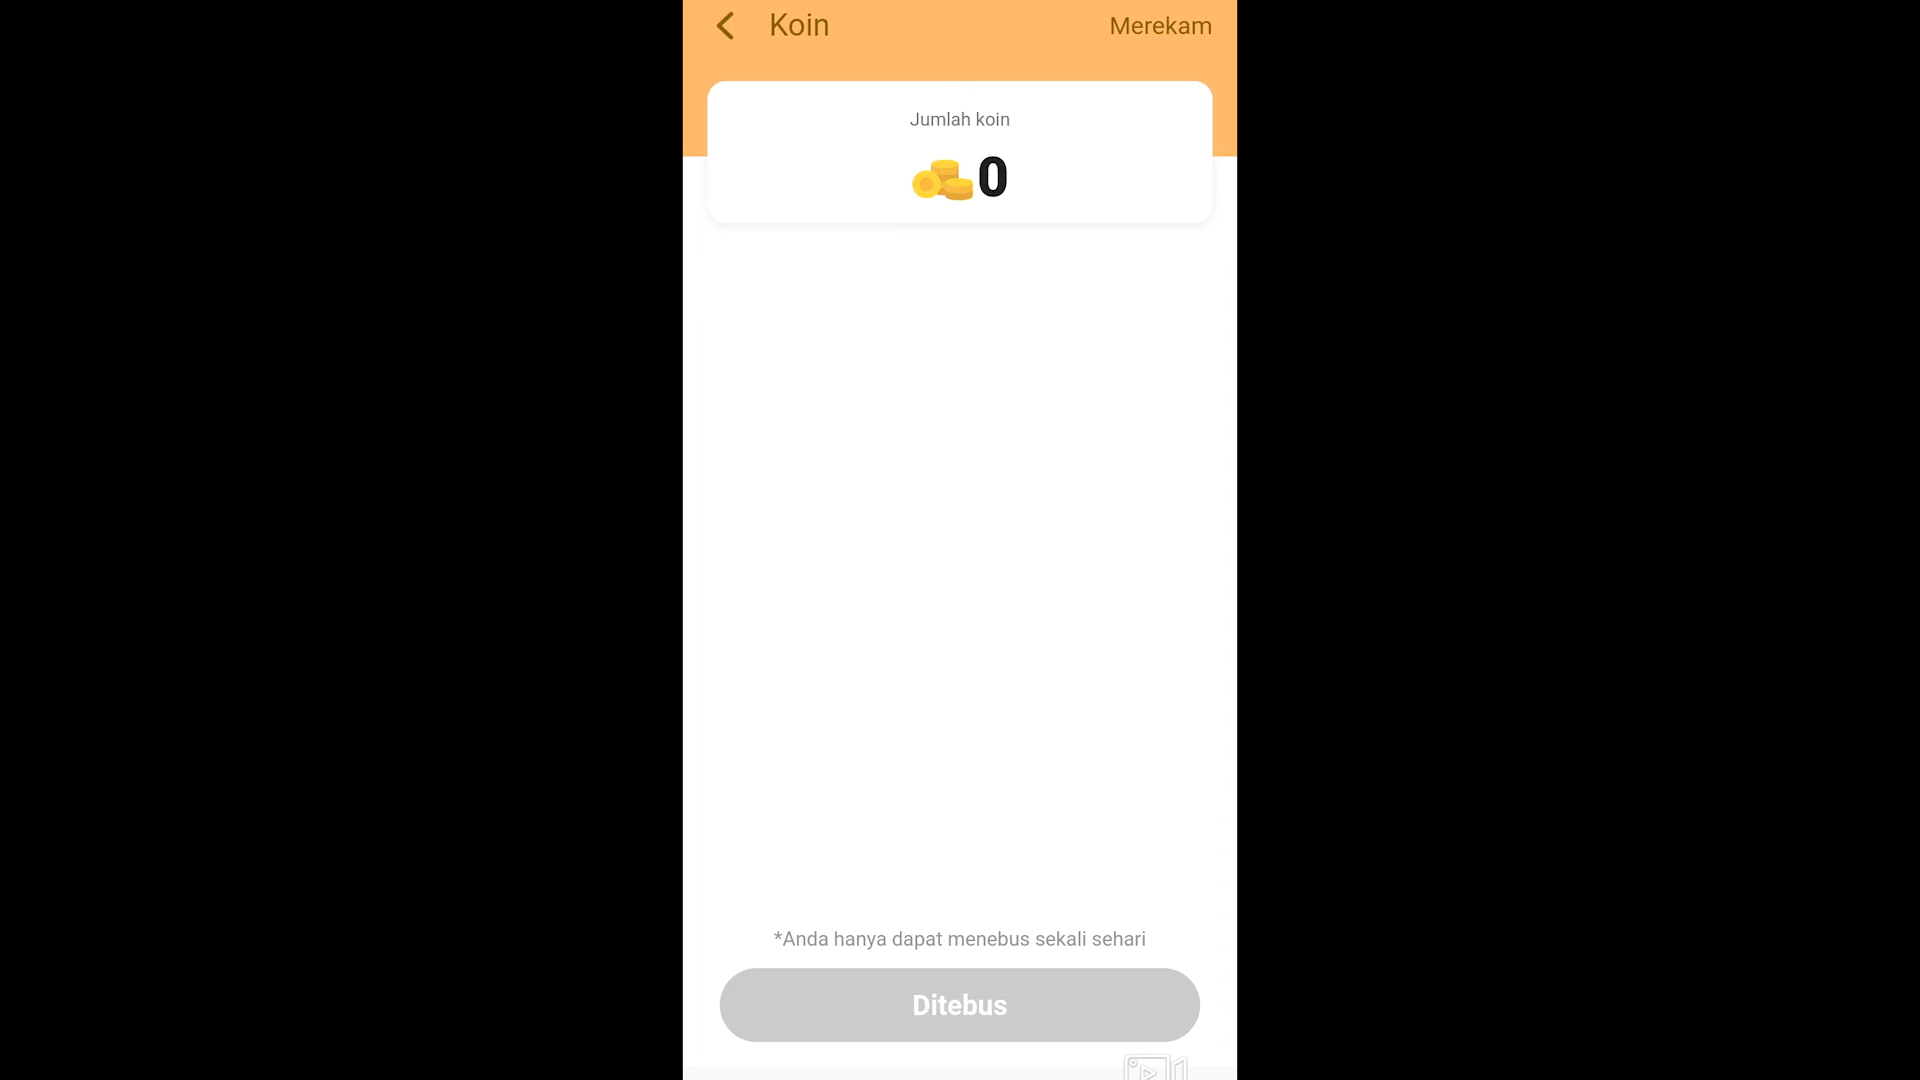 Koin
Merekam
Jumlah koin
0
*Anda hanya dapat menebus sekali sehari
Ditebus